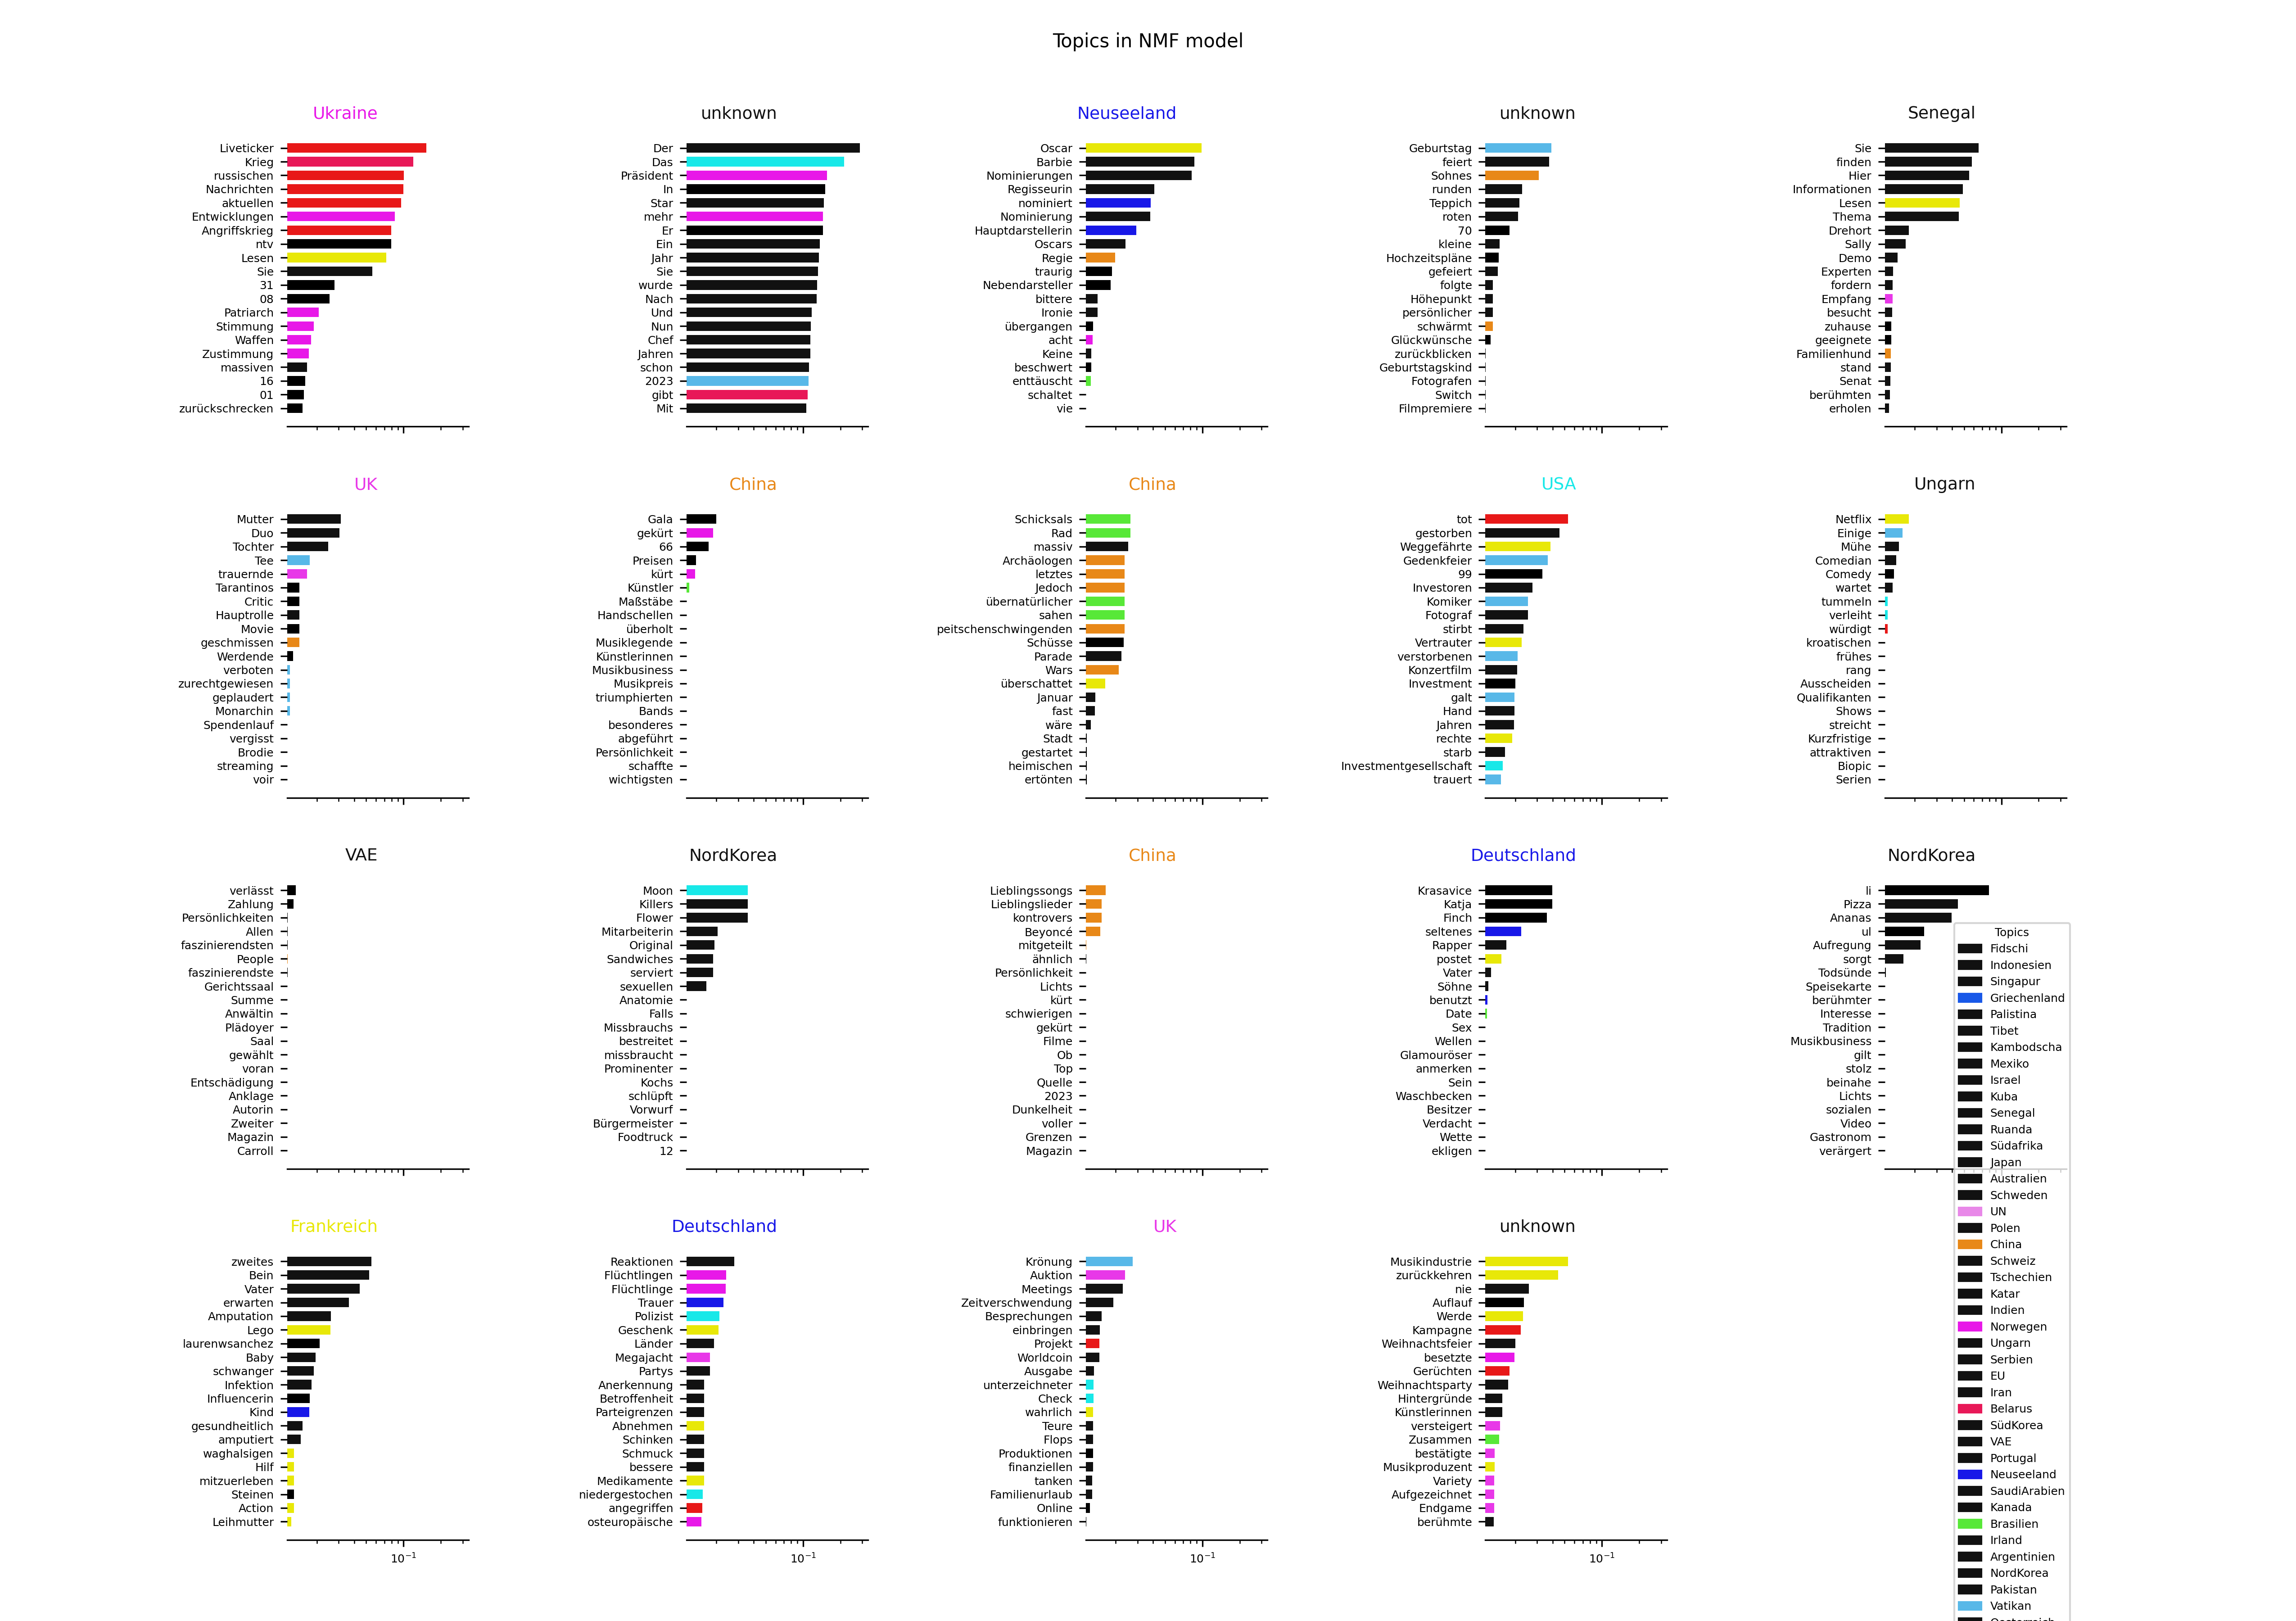 Topics in NMF model
Ukraine
Liveticker
Krieg
russischen
Nachrichten
aktuellen
Entwicklungen
Angriffskrieg
ntv
Lesen
Sie
31
08
Patriarch
Stimmung
Waffen
Zustimmung
massiven
16
01
zurückschrecken
unknown
Der
Das
Präsident
In
Star
mehr
Er
Ein
Jahr
Sie
wurde
Nach
Und
Nun
Chef
Jahren
schon
2023
gibt
Mit
Neuseeland
Oscar
Barbie
Nominierungen
Regisseurin
nominiert
Nominierung
Hauptdarstellerin
Oscars
Regie
traurig
Nebendarsteller
bittere
Ironie
übergangen
acht
Keine
beschwert
enttäuscht
schaltet
vie
unknown
Geburtstag
feiert
Sohnes
runden
Teppich
roten
70
kleine
Hochzeitspläne
gefeiert
folgte
Höhepunkt
persönlicher
schwärmt
Glückwünsche
zurückblicken
Geburtstagskind
Fotografen
Switch
Filmpremiere
Senegal
Sie
finden
Hier
Informationen
Lesen
Thema
Drehort
Sally
Demo
Experten
fordern
Empfang
besucht
zuhause
geeignete
Familienhund
stand
Senat
berühmten
erholen
UK
Mutter
Duo
Tochter
Tee
trauernde
Tarantinos
Critic
Hauptrolle
Movie
geschmissen
Werdende
verboten
zurechtgewiesen
geplaudert
Monarchin
Spendenlauf
vergisst
Brodie
streaming
voir
China
Gala
gekürt
66
Preisen
kürt
Künstler
Maßstäbe
Handschellen
überholt
Musiklegende
Künstlerinnen
Musikbusiness
Musikpreis
triumphierten
Bands
besonderes
abgeführt
Persönlichkeit
schaffte
wichtigsten
China
Schicksals
Rad
massiv
Archäologen
letztes
Jedoch
übernatürlicher
sahen
peitschenschwingenden
Schüsse
Parade
Wars
überschattet
Januar
fast
wäre
Stadt
gestartet
heimischen
ertönten
USA
tot
gestorben
Weggefährte
Gedenkfeier
99
Investoren
Komiker
Fotograf
stirbt
Vertrauter
verstorbenen
Konzertfilm
Investment
galt
Hand
Jahren
rechte
starb
Investmentgesellschaft
trauert
Ungarn
Netflix
Einige
Mühe
Comedian
Comedy
wartet
tummeln
verleiht
würdigt
kroatischen
frühes
rang
Ausscheiden
Qualifikanten
Shows
streicht
Kurzfristige
attraktiven
Biopic
Serien
VAE
verlässt
Zahlung
Persönlichkeiten
Allen
faszinierendsten
People
faszinierendste
Gerichtssaal
Summe
Anwältin
Plädoyer
Saal
gewählt
voran
Entschädigung
Anklage
Autorin
Zweiter
Magazin
Carroll
NordKorea
Moon
Killers
Flower
Mitarbeiterin
Original
Sandwiches
serviert
sexuellen
Anatomie
Falls
Missbrauchs
bestreitet
missbraucht
Prominenter
Kochs
schlüpft
Vorwurf
Bürgermeister
Foodtruck
12
China
Lieblingssongs
Lieblingslieder
kontrovers
Beyoncé
mitgeteilt
ähnlich
Persönlichkeit
Lichts
kürt
schwierigen
gekürt
Filme
Ob
Top
Quelle
2023
Dunkelheit
voller
Grenzen
Magazin
Deutschland
Krasavice
Katja
Finch
seltenes
Rapper
postet
Vater
Söhne
benutzt
Date
Sex
Wellen
Glamouröser
anmerken
Sein
Waschbecken
Besitzer
Verdacht
Wette
ekligen
NordKorea
li
Pizza
Ananas
ul
Aufregung
sorgt
Todsünde
Speisekarte
berühmter
Interesse
Tradition
Musikbusiness
gilt
stolz
beinahe
Lichts
sozialen
Video
Gastronom
verärgert
Frankreich
zweites
Bein
Vater
erwarten
Amputation
Lego
laurenwsanchez
Baby
schwanger
Infektion
Influencerin
Kind
gesundheitlich
amputiert
waghalsigen
Hilf
mitzuerleben
Steinen
Action
Leihmutter
10⁻¹
Deutschland
Reaktionen
Flüchtlingen
Flüchtlinge
Trauer
Polizist
Geschenk
Länder
Megajacht
Partys
Anerkennung
Betroffenheit
Parteigrenzen
Abnehmen
Schinken
Schmuck
bessere
Medikamente
niedergestochen
angegriffen
osteuropäische
10⁻¹
UK
Krönung
Auktion
Meetings
Zeitverschwendung
Besprechungen
einbringen
Projekt
Worldcoin
Ausgabe
unterzeichneter
Check
wahrlich
Teure
Flops
Produktionen
finanziellen
tanken
Familienurlaub
Online
funktionieren
10⁻¹
unknown
Musikindustrie
zurückkehren
nie
Auflauf
Werde
Kampagne
Weihnachtsfeier
besetzte
Gerüchten
Weihnachtsparty
Hintergründe
Künstlerinnen
versteigert
Zusammen
bestätigte
Musikproduzent
Variety
Aufgezeichnet
Endgame
berühmte
10⁻¹
Topics
Fidschi
Indonesien
Singapur
Griechenland
Palistina
Tibet
Kambodscha
Mexiko
Israel
Kuba
Senegal
Ruanda
Südafrika
Japan
Australien
Schweden
UN
Polen
China
Schweiz
Tschechien
Katar
Indien
Norwegen
Ungarn
Serbien
EU
Iran
Belarus
SüdKorea
VAE
Portugal
Neuseeland
SaudiArabien
Kanada
Brasilien
Irland
Argentinien
NordKorea
Pakistan
Vatikan